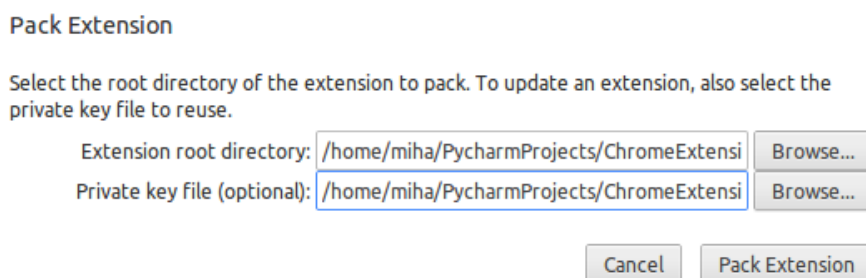 Pack Extension
Select the root directory of the extension to pack. To update an extension, also select the
private key file to reuse.
Extension root directory: /home/miha/PycharmProjects/ChromeExtensi Browse...
Private key file (optional): /home/miha/PycharmProjects/ChromeExtensi Browse...
Cancel Pack Extension